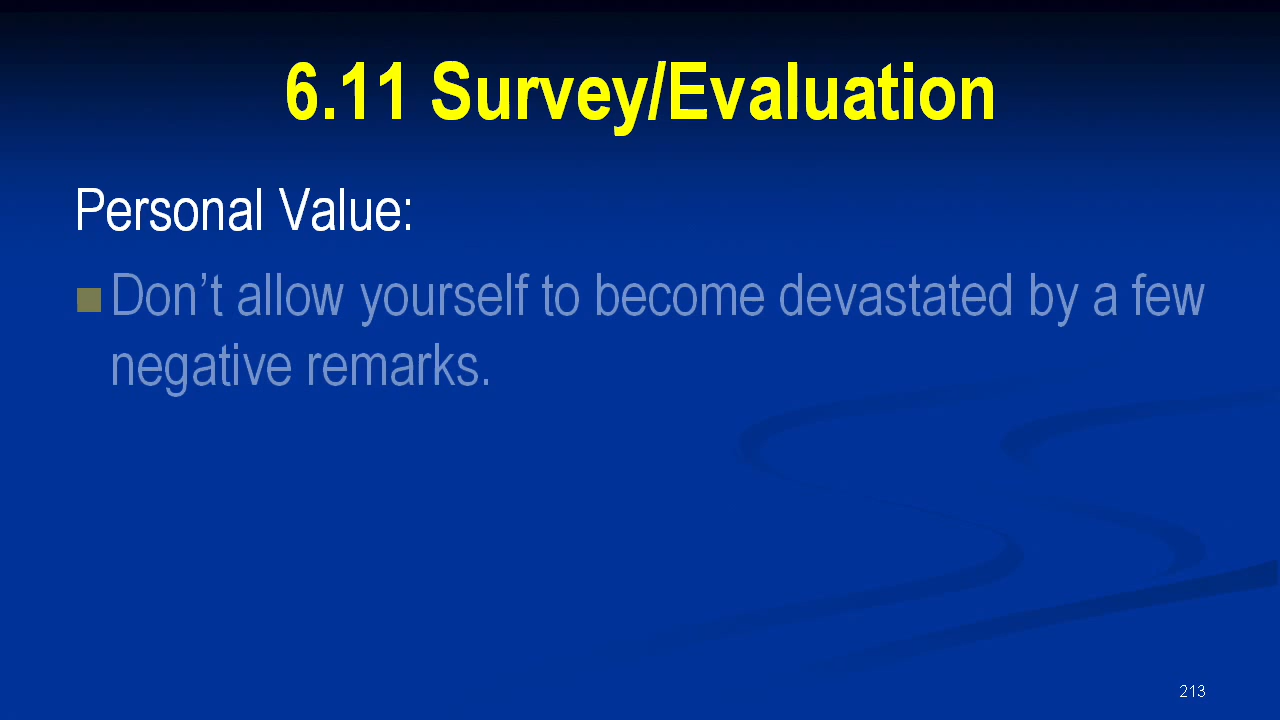 6.11 Survey/Evaluation
Personal Value:
Don’t allow yourself to become devastated by a few
negative remarks.
213